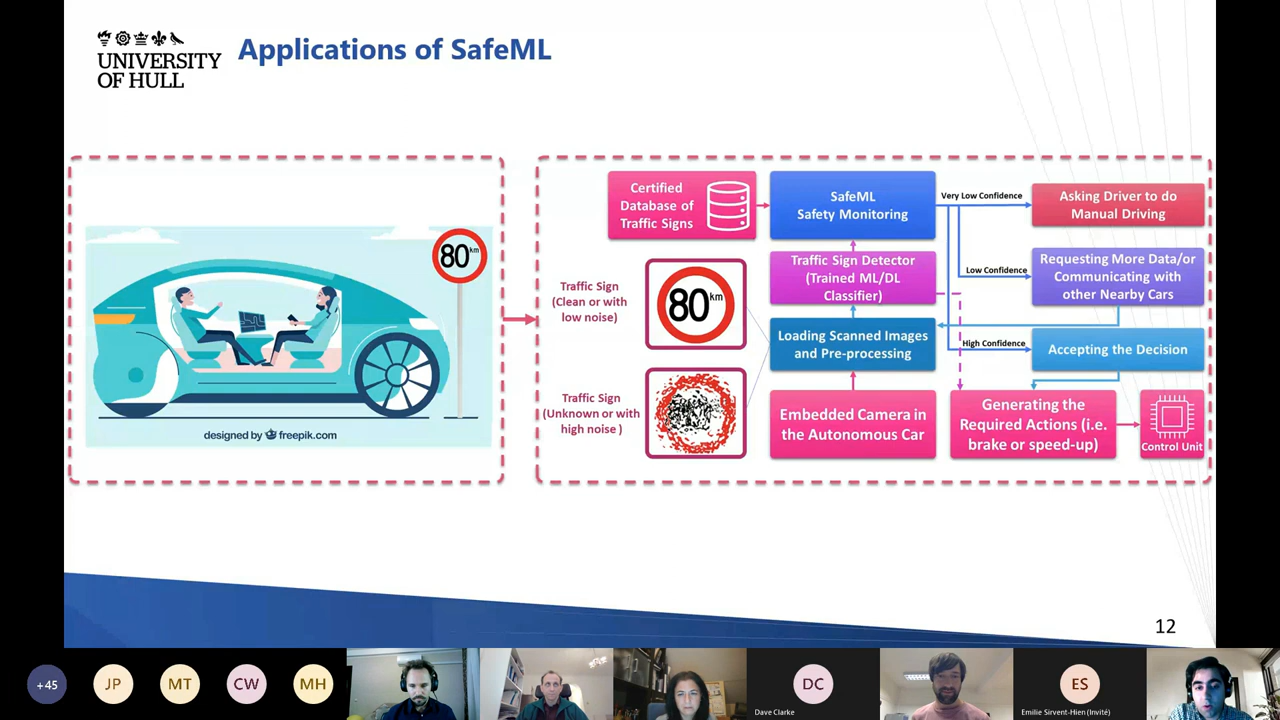 UNIVERSITY
OF HULL
Applications of SafeML
80 km
designed by freepik.com
Certified
Database of
Traffic Signs
SafeML
Safety Monitoring
Very Low Confidence
Asking Driver to do
Manual Driving
Traffic Sign
(Clean or with
low noise)
80 km
Traffic Sign Detector
(Trained ML/DL
Classifier)
Low Confidence
Requesting More Data/or
Communicating with
other Nearby Cars
Loading Scanned Images
and Pre-processing
High Confidence
Accepting the Decision
Traffic Sign
(Unknown or with
high noise )
Embedded Camera in
the Autonomous Car
Generating the
Required Actions (i.e.
brake or speed-up)
Control Unit
12
+45
JP
MT
CW
MH
DC
Dave Clarke
ES
Emilie Sirvent-Hien (Invité)